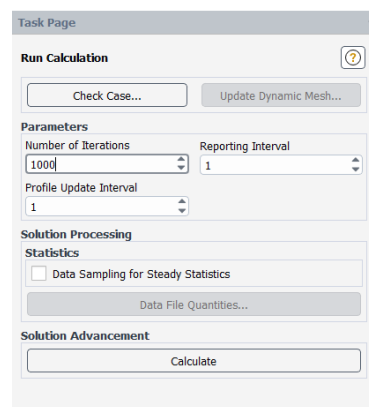 Task Page
Run Calculation
?
Check Case...
Update Dynamic Mesh...
Parameters
Number of Iterations
Reporting Interval
1000
1
Profile Update Interval
1
Solution Processing
Statistics
Data Sampling for Steady Statistics
Data File Quantities...
Solution Advancement
Calculate